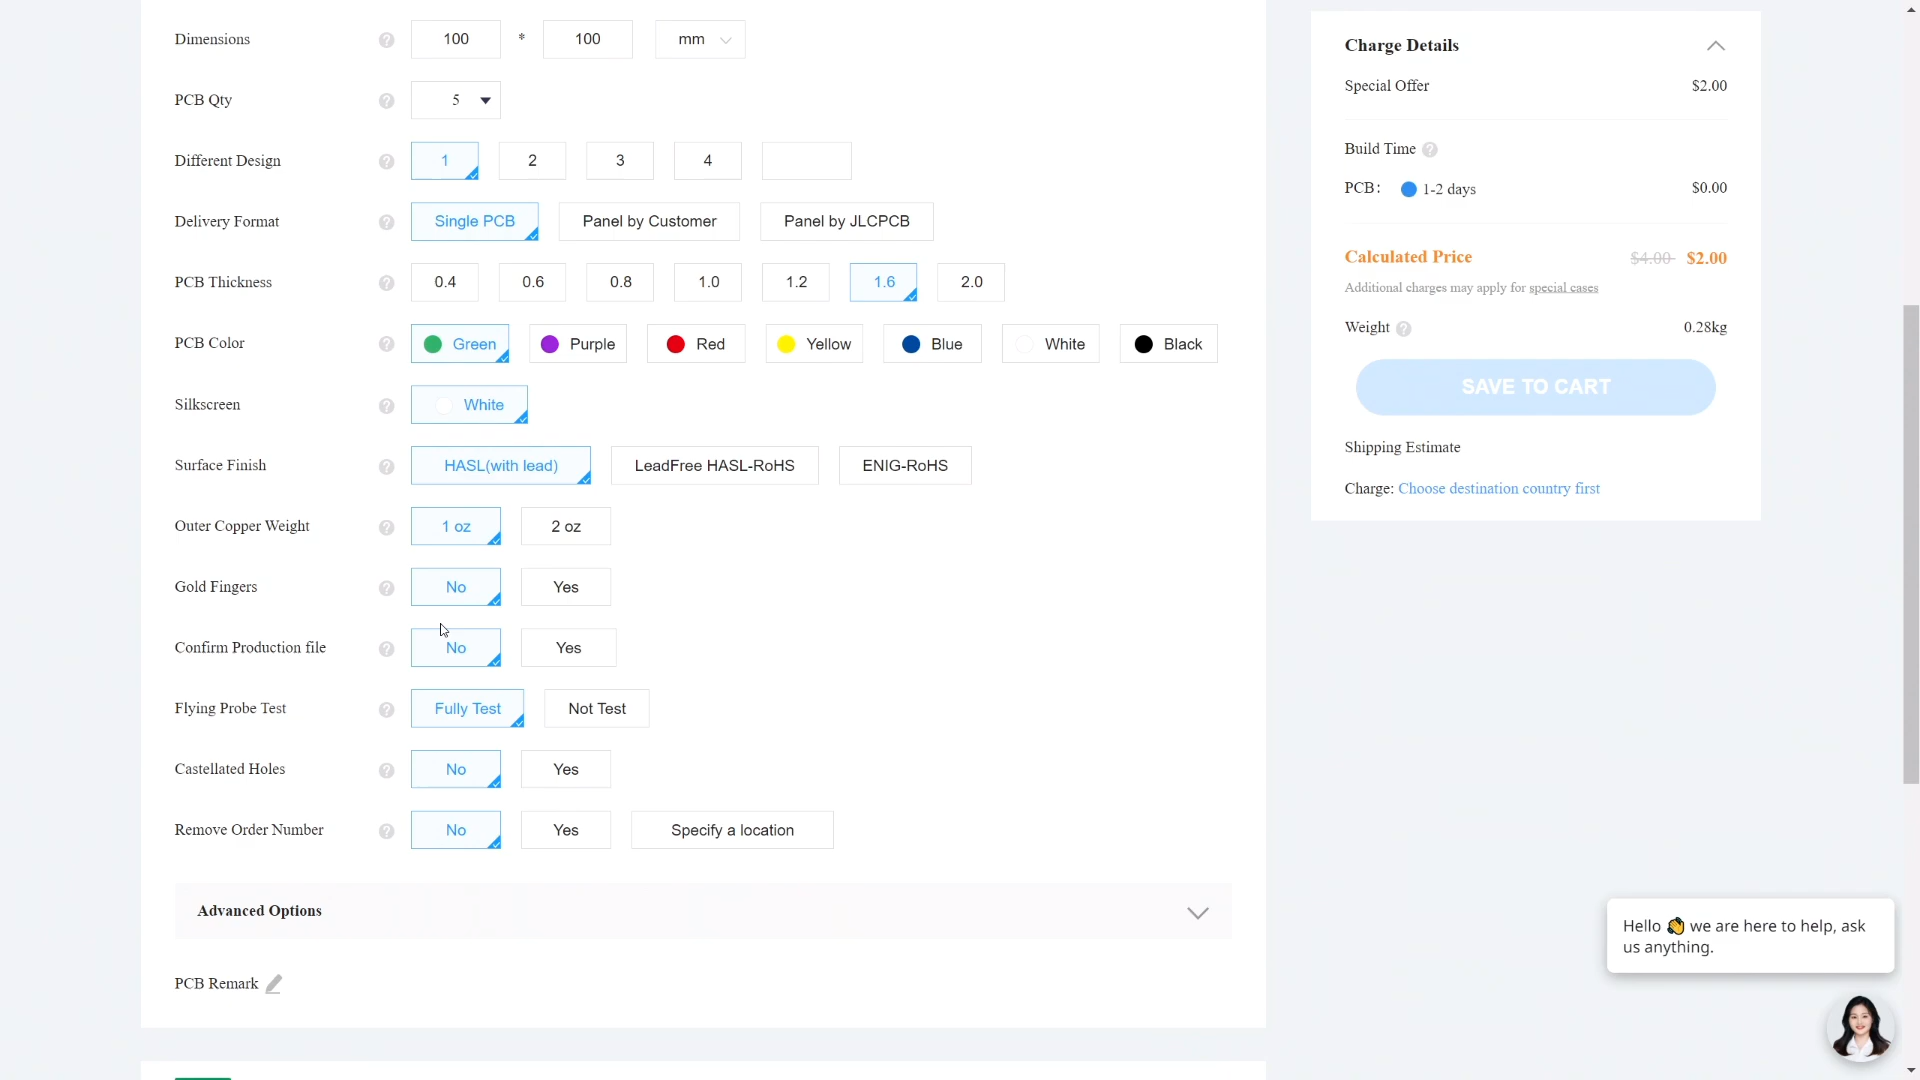 Dimensions ? 100 * 100 mm
PCB Qty ? 5
Different Design ? 1 2 3 4
Delivery Format ? Single PCB Panel by Customer Panel by JLCPCB
PCB Thickness ? 0.4 0.6 0.8 1.0 1.2 1.6 2.0
PCB Color ? Green Purple Red Yellow Blue White Black
Silkscreen ? White
Surface Finish ? HASL(with lead) LeadFree HASL-RoHS ENIG-RoHS
Outer Copper Weight ? 1 oz 2 oz
Gold Fingers ? No Yes
Confirm Production file ? No Yes
Flying Probe Test ? Fully Test Not Test
Castellated Holes ? No Yes
Remove Order Number ? No Yes Specify a location
Advanced Options
PCB Remark
Charge Details
Special Offer $2.00
Build Time ?
PCB: 1-2 days $0.00
Calculated Price $4.00 $2.00
Additional charges may apply for special cases
Weight ? 0.28kg
SAVE TO CART
Shipping Estimate
Charge: Choose destination country first
Hello 👋 we are here to help, ask
us anything.